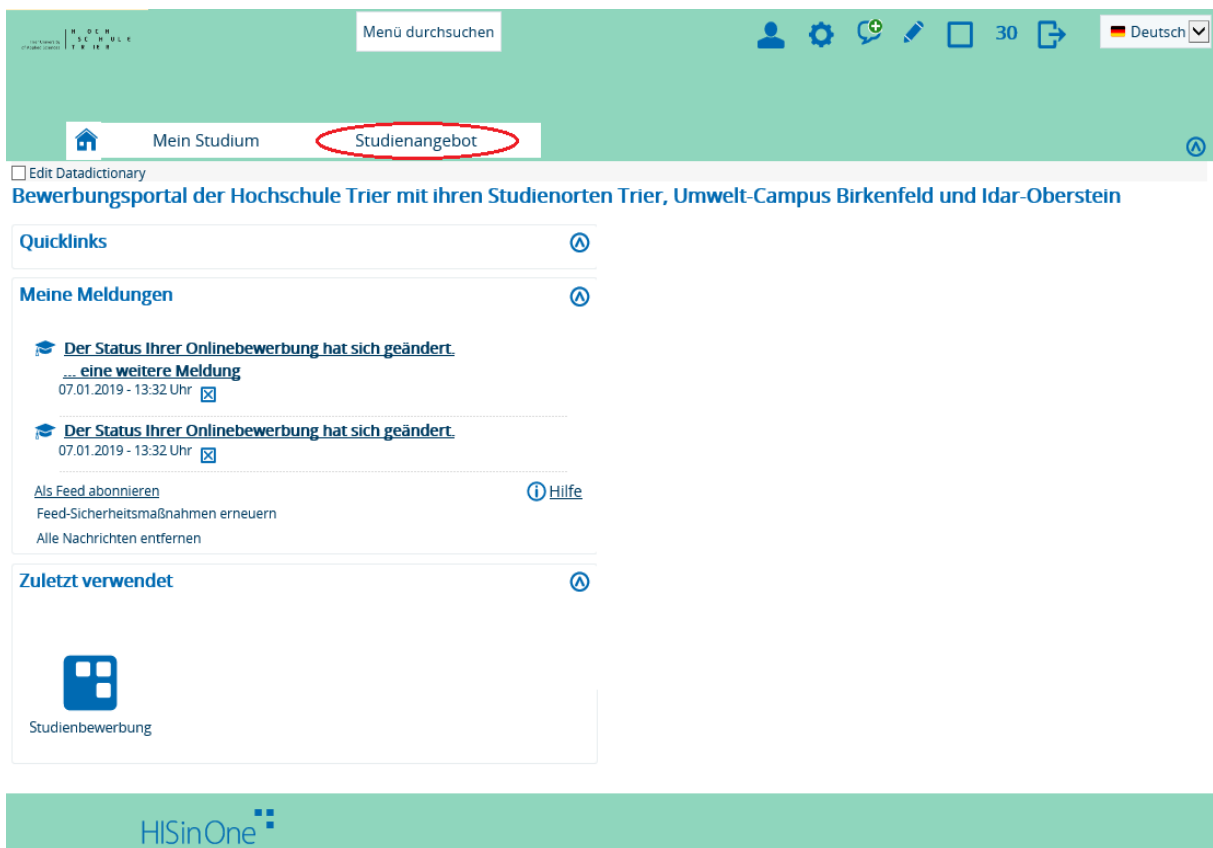 H O C H
S C H U L E
T R I E R
Menü durchsuchen
30
Deutsch
Mein Studium
Studienangebot
Edit Datadictionary
Bewerbungsportal der Hochschule Trier mit ihren Studienorten Trier, Umwelt-Campus Birkenfeld und Idar-Oberstein
Quicklinks
Meine Meldungen
Der Status Ihrer Onlinebewerbung hat sich geändert.
... eine weitere Meldung
07.01.2019 - 13:32 Uhr
Der Status Ihrer Onlinebewerbung hat sich geändert.
07.01.2019 - 13:32 Uhr
Als Feed abonnieren
Hilfe
Feed-Sicherheitsmaßnahmen erneuern
Alle Nachrichten entfernen
Zuletzt verwendet
Studienbewerbung
HISinOne